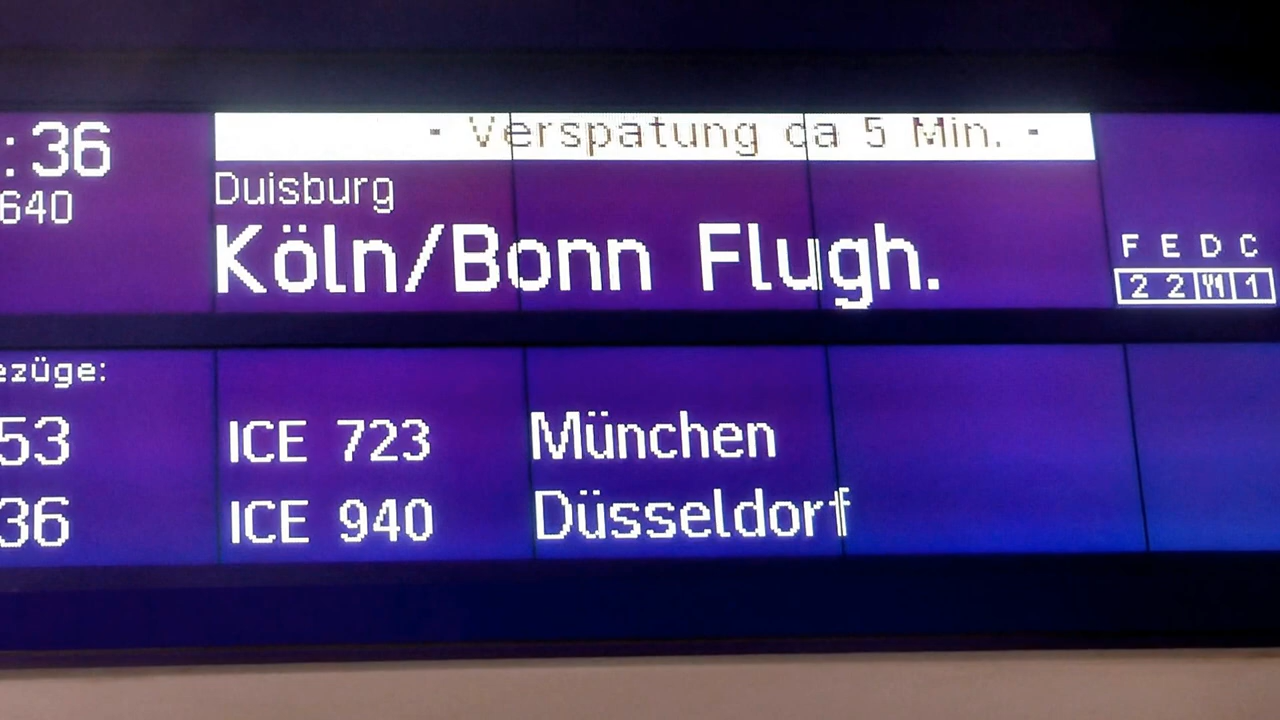 :36
- Verspatung ca 5 Min. -
640
Duisburg
Köln/Bonn Flugh.
F E D C
2 2 1
ezüge:
53 ICE 723 München
36 ICE 940 Düsseldorf